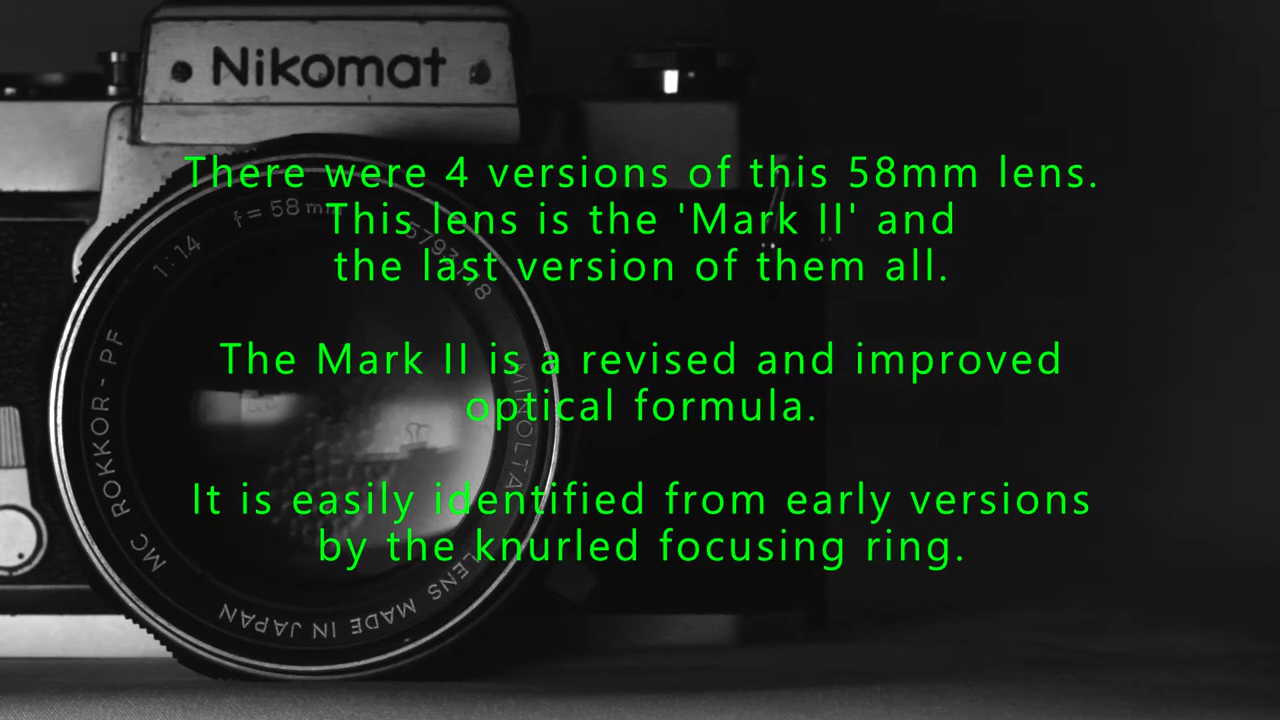 Nikomat
There were 4 versions of this 58mm lens.
This lens is the 'Mark II' and
the last version of them all.
The Mark II is a revised and improved
optical formula.
It is easily identified from early versions
by the knurled focusing ring.
MC ROKKOR-PF 1:1.4 f=58mm
MINOLTA
LENS MADE IN JAPAN